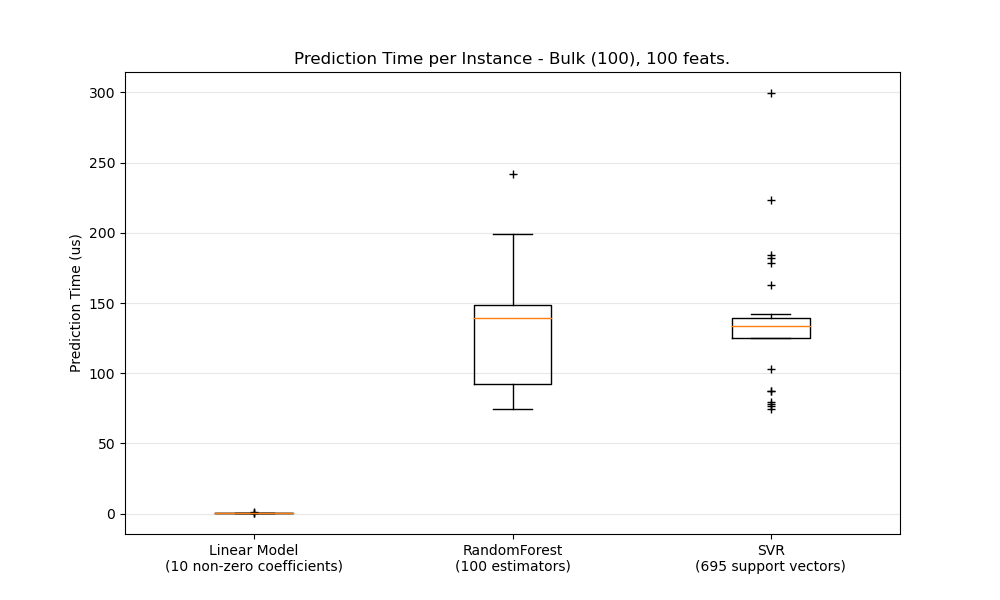 Prediction Time per Instance - Bulk (100), 100 feats.
Prediction Time (us)
300
250
200
150
100
50
0
Linear Model
(10 non-zero coefficients)
RandomForest
(100 estimators)
SVR
(695 support vectors)